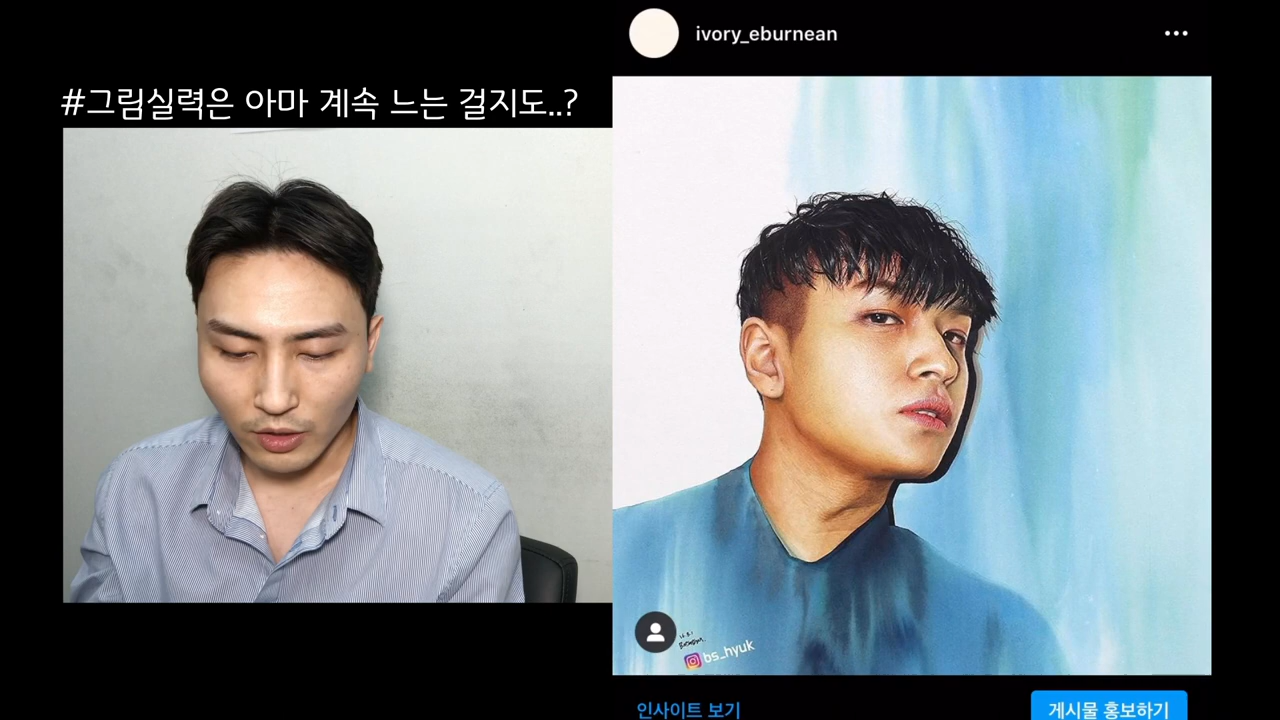 #그림실력은 아마 계속 느는 걸지도..?
ivory_eburnean
bs_hyuk
인사이트 보기
게시물 홍보하기